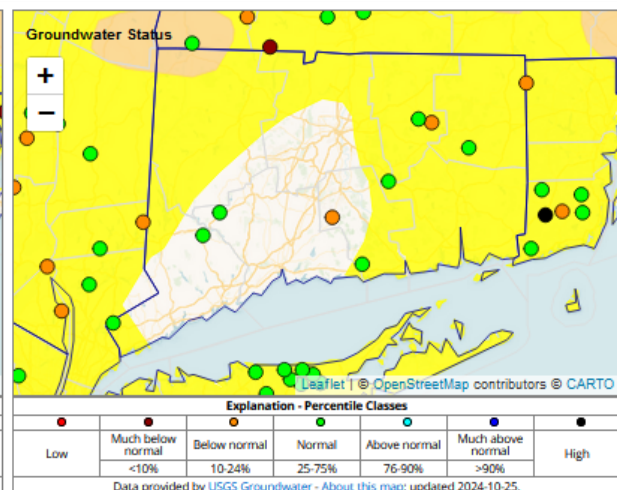 Groundwater Status
+
−
Leaflet | © OpenStreetMap contributors © CARTO
Explanation - Percentile Classes
Low
Much below normal
Below normal
Normal
Above normal
Much above normal
High
<10%
10-24%
25-75%
76-90%
>90%
Data provided by USGS Groundwater - About this map; updated 2024-10-25.